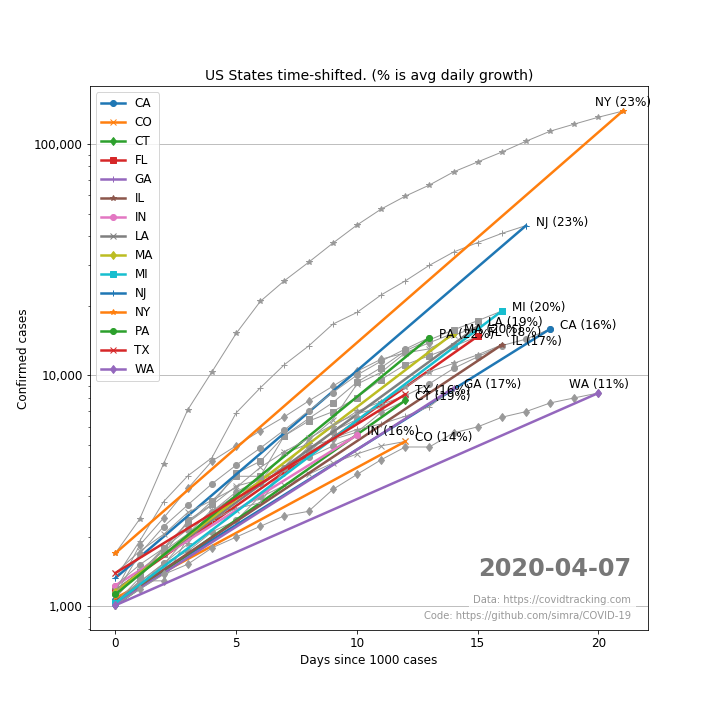 US States time-shifted. (% is avg daily growth)
NY (23%)
CA
CO
CT
FL
GA
IL
IN
LA
MA
MI
NJ
NY
PA
TX
WA
100,000
10,000
1,000
Confirmed cases
NJ (23%)
MI (20%)
LA (19%)
CA (16%)
MA (20%)
PA (22%)
(18%)
IL (17%)
WA (11%)
GA (17%)
TX (16%)
CT (19%)
IN (16%)
CO (14%)
2020-04-07
Data: https://covidtracking.com
Code: https://github.com/simra/COVID-19
0 5 10 15 20
Days since 1000 cases